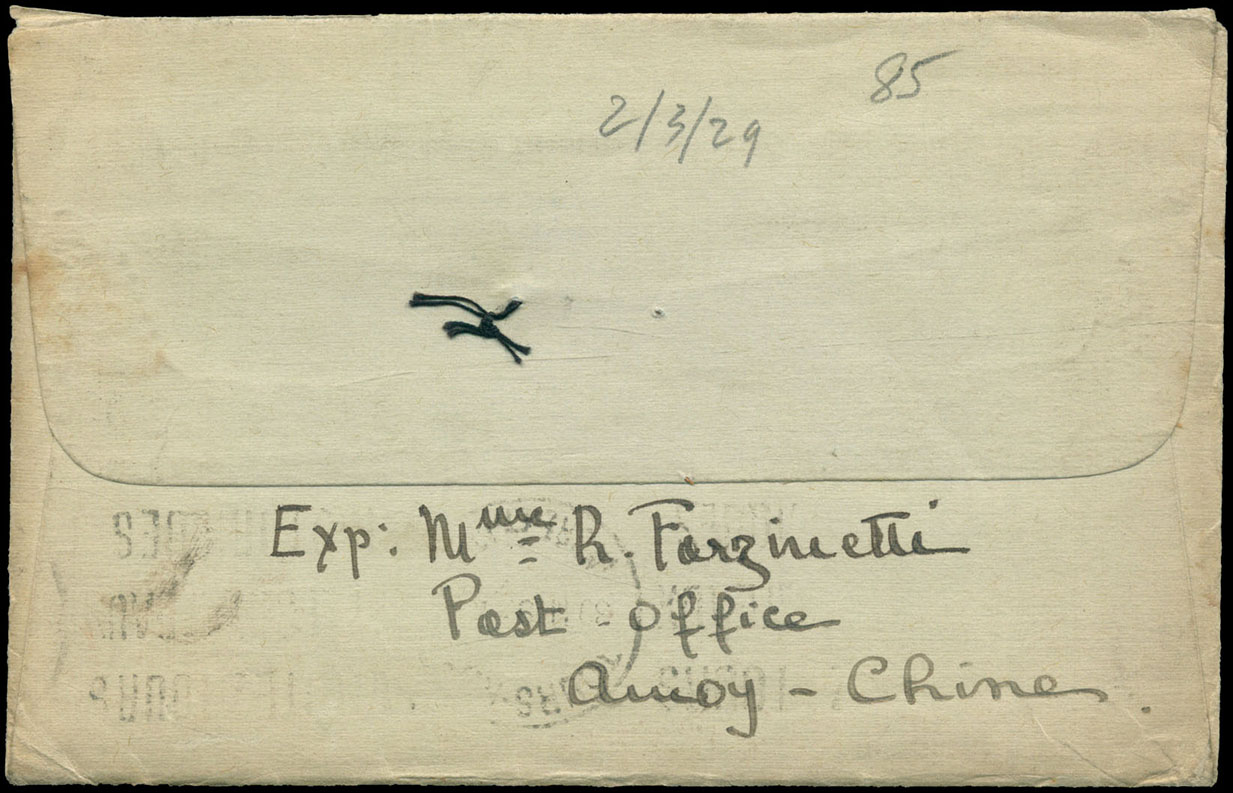 85
2/3/29
Exp: Mme R. Farzinetti
Post Office
Amoy - Chine.